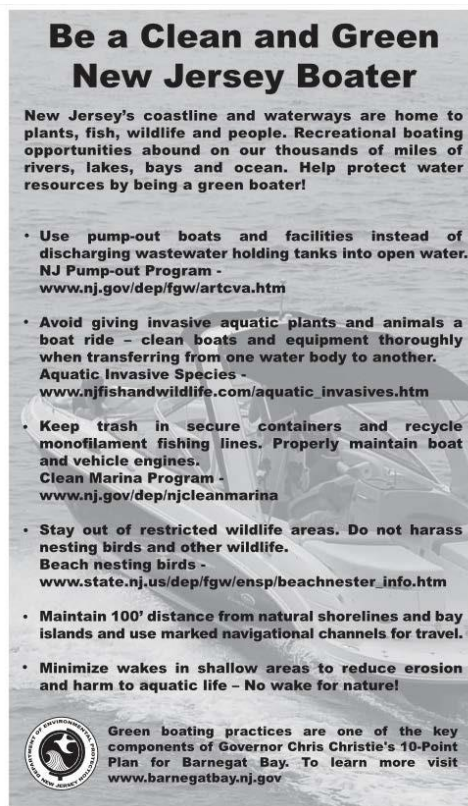 Be a Clean and Green
New Jersey Boater
New Jersey's coastline and waterways are home to
plants, fish, wildlife and people. Recreational boating
opportunities abound on our thousands of miles of
rivers, lakes, bays and ocean. Help protect water
resources by being a green boater!
• Use pump-out boats and facilities instead of
discharging wastewater holding tanks into open water.
NJ Pump-out Program -
www.nj.gov/dep/fgw/artcva.htm
• Avoid giving invasive aquatic plants and animals a
boat ride – clean boats and equipment thoroughly
when transferring from one water body to another.
Aquatic Invasive Species -
www.njfishandwildlife.com/aquatic_invasives.htm
• Keep trash in secure containers and recycle
monofilament fishing lines. Properly maintain boat
and vehicle engines.
Clean Marina Program -
www.nj.gov/dep/njcleanmarina
• Stay out of restricted wildlife areas. Do not harass
nesting birds and other wildlife.
Beach nesting birds -
www.state.nj.us/dep/fgw/ensp/beachnester_info.htm
• Maintain 100' distance from natural shorelines and bay
islands and use marked navigational channels for travel.
• Minimize wakes in shallow areas to reduce erosion
and harm to aquatic life – No wake for nature!
DEPARTMENT OF ENVIRONMENTAL PROTECTION
NEW JERSEY
Green boating practices are one of the key
components of Governor Chris Christie's 10-Point
Plan for Barnegat Bay. To learn more visit
www.barnegatbay.nj.gov